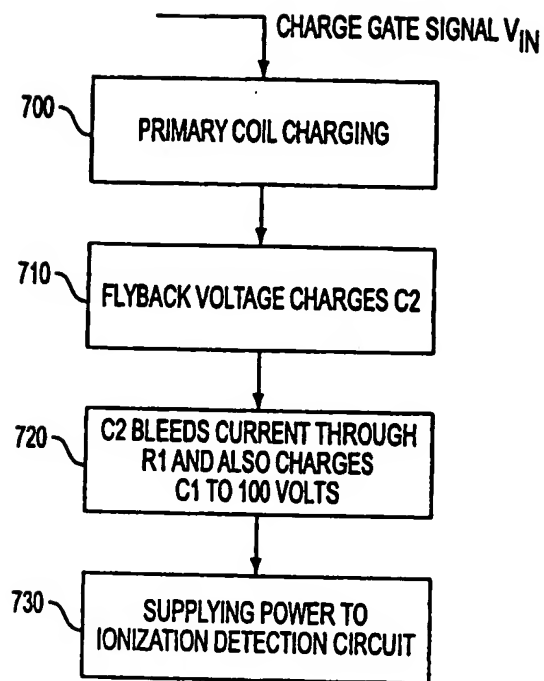 CHARGE GATE SIGNAL VIN
700
PRIMARY COIL CHARGING
710
FLYBACK VOLTAGE CHARGES C2
720
C2 BLEEDS CURRENT THROUGH
R1 AND ALSO CHARGES
C1 TO 100 VOLTS
730
SUPPLYING POWER TO
IONIZATION DETECTION CIRCUIT